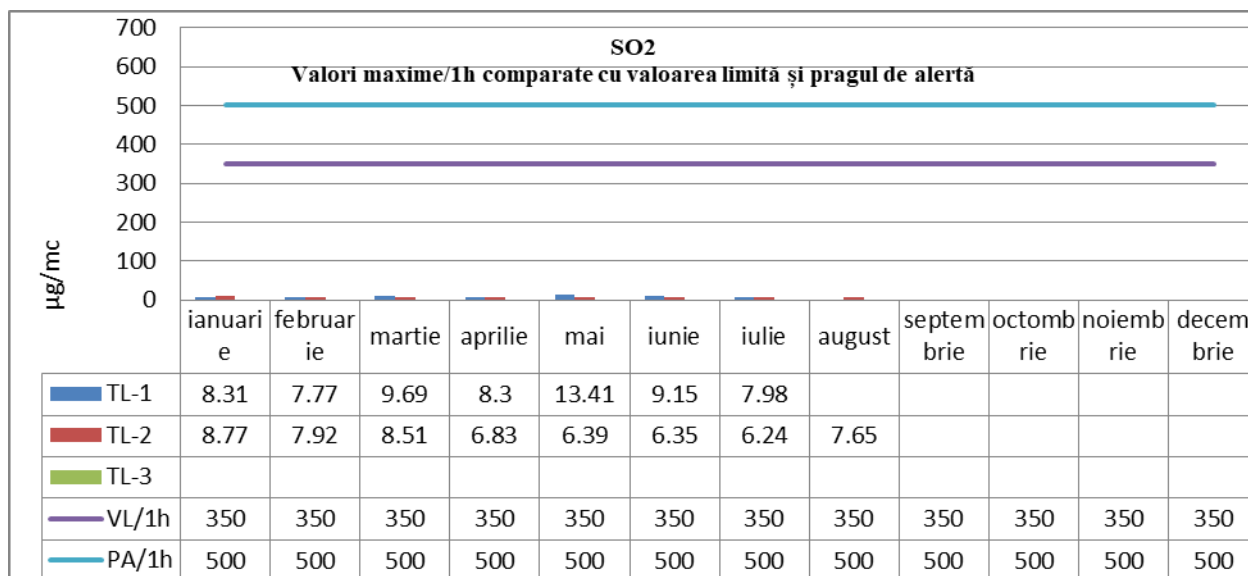 SO2
Valori maxime/1h comparate cu valoarea limită și pragul de alertă
700
600
500
400
300
200
100
0
µg/mc
ianuari februar martie aprilie mai iunie iulie august septem octomb noiemb decem
e ie brie rie rie brie
TL-1 8.31 7.77 9.69 8.3 13.41 9.15 7.98
TL-2 8.77 7.92 8.51 6.83 6.39 6.35 6.24 7.65
TL-3
VL/1h 350 350 350 350 350 350 350 350 350 350 350 350
PA/1h 500 500 500 500 500 500 500 500 500 500 500 500